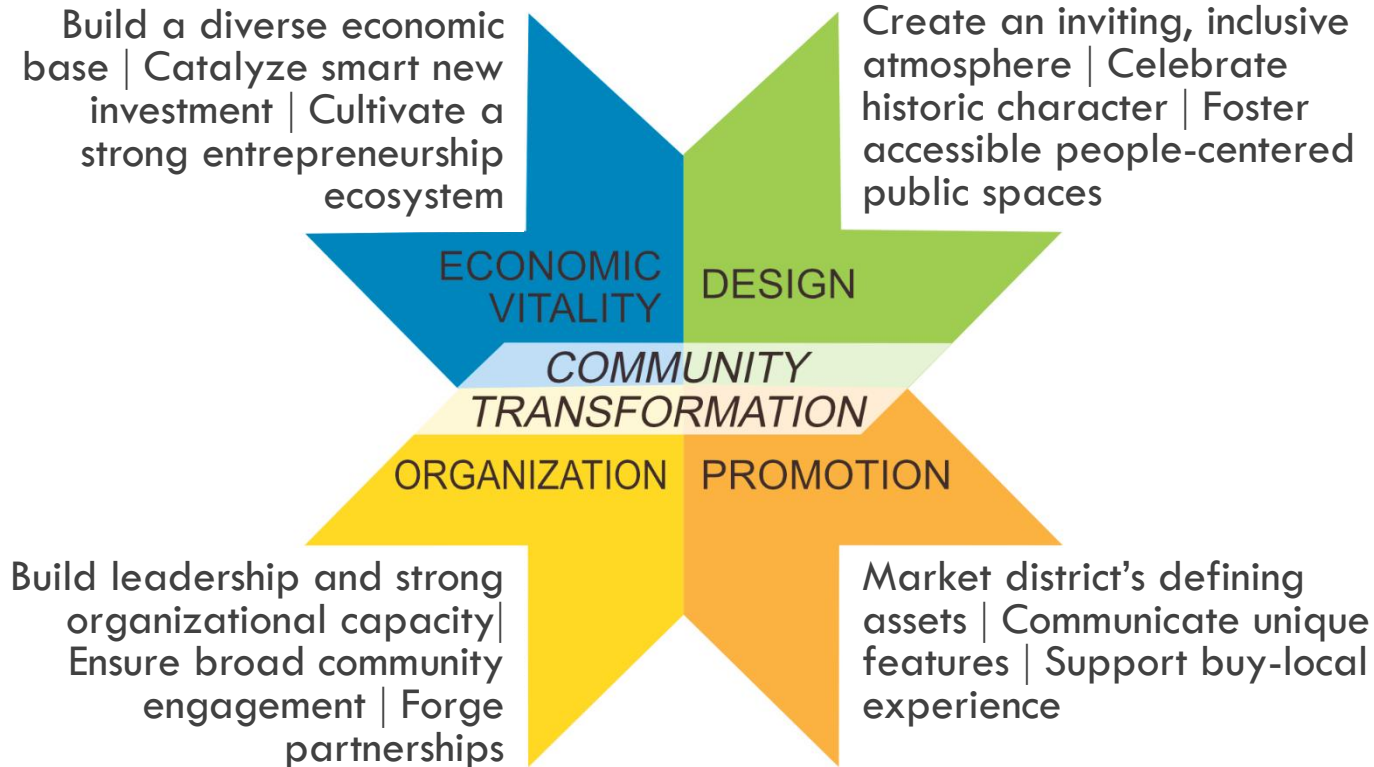 Build a diverse economic
base | Catalyze smart new
investment | Cultivate a
strong entrepreneurship
ecosystem
Create an inviting, inclusive
atmosphere | Celebrate
historic character | Foster
accessible people-centered
public spaces
ECONOMIC
VITALITY
DESIGN
COMMUNITY
TRANSFORMATION
ORGANIZATION
PROMOTION
Build leadership and strong
organizational capacity|
Ensure broad community
engagement | Forge
partnerships
Market district’s defining
assets | Communicate unique
features | Support buy-local
experience